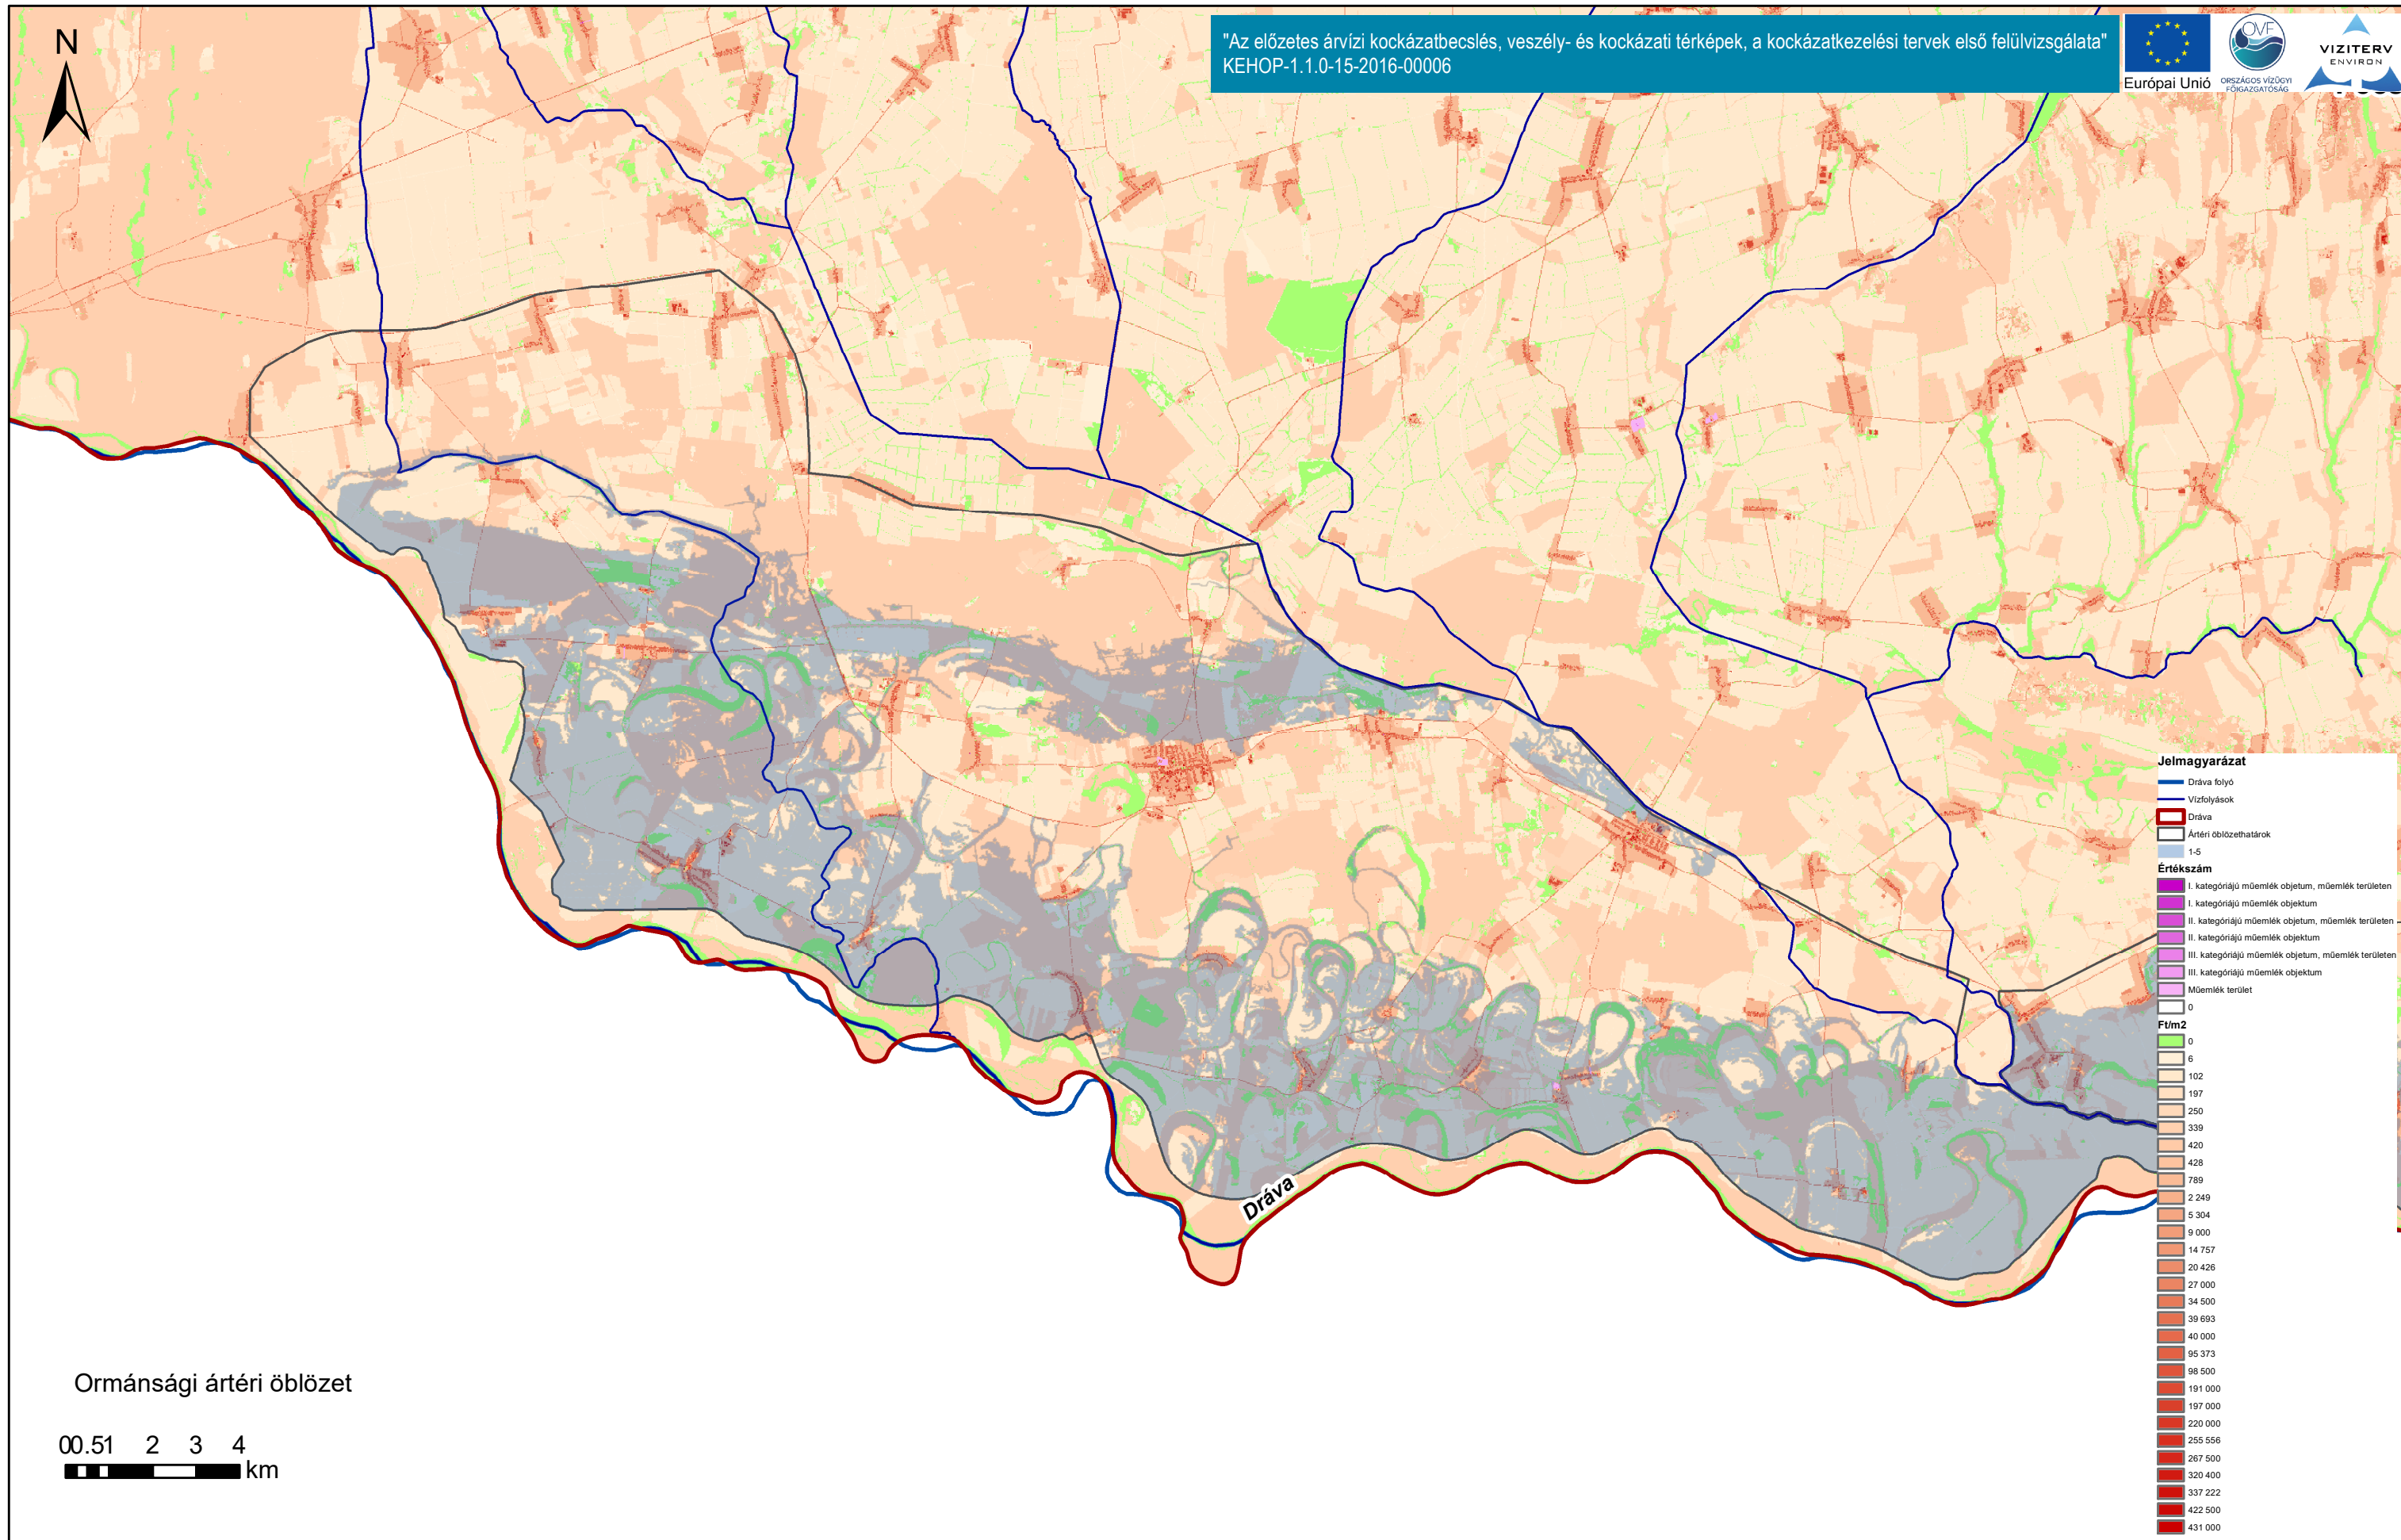 N
"Az előzetes árvízi kockázatbecslés, veszély- és kockázati térképek, a kockázatkezelési tervek első felülvizsgálata"
KEHOP-1.1.0-15-2016-00006
Európai Unió
OVF
ORSZÁGOS VÍZÜGYI
FŐIGAZGATÓSÁG
VIZITERV
ENVIRON
Dráva
Jelmagyarázat
Dráva folyó
Vízfolyások
Dráva
Ártéri öblözethatárok
1-5
Értékszám
I. kategóriájú műemlék objetum, műemlék területen
I. kategóriájú műemlék objektum
II. kategóriájú műemlék objetum, műemlék területen
II. kategóriájú műemlék objektum
III. kategóriájú műemlék objetum, műemlék területen
III. kategóriájú műemlék objektum
Műemlék terület
0
Ft/m2
0
6
102
197
250
339
420
428
789
2 249
5 304
9 000
14 757
20 426
27 000
34 500
39 693
40 000
95 373
98 500
191 000
197 000
220 000
255 556
267 500
320 400
337 222
422 500
431 000
Ormánsági ártéri öblözet
00.51 2 3 4
km